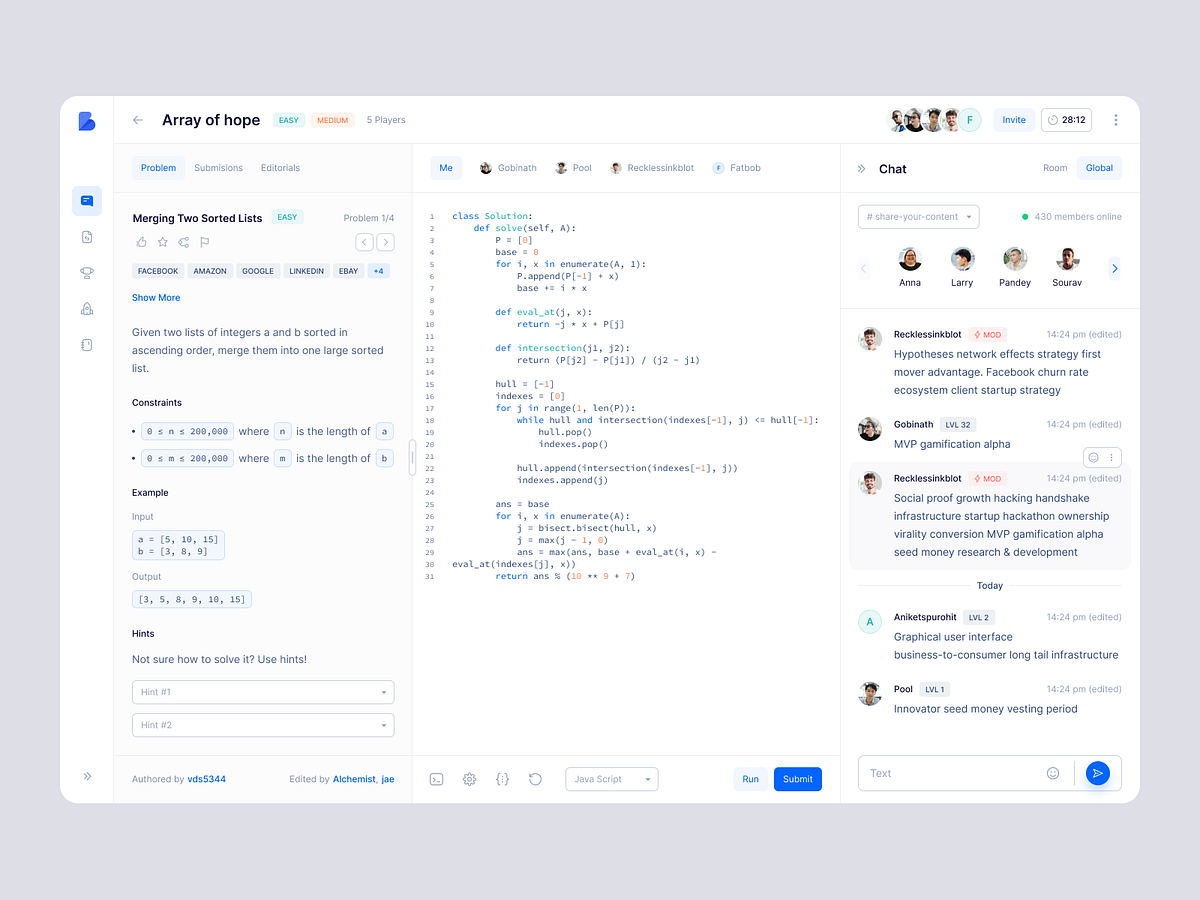 Array of hope EASY MEDIUM 5 Players F Invite 28:12
Problem Submisions Editorials
Merging Two Sorted Lists EASY Problem 1/4
FACEBOOK AMAZON GOOGLE LINKEDIN EBAY +4
Show More
Given two lists of integers a and b sorted in
ascending order, merge them into one large sorted
list.
Constraints
• 0 ≤ n ≤ 200,000 where n is the length of a
• 0 ≤ m ≤ 200,000 where m is the length of b
Example
Input
a = [5, 10, 15]
b = [3, 8, 9]
Output
[3, 5, 8, 9, 10, 15]
Hints
Not sure how to solve it? Use hints!
Hint #1
Hint #2
Authored by vds5344 Edited by Alchemist, jae
Me Gobinath Pool Recklessinkblot F Fatbob
1 class Solution:
2 def solve(self, A):
3 P = [0]
4 base = 0
5 for i, x in enumerate(A, 1):
6 P.append(P[-1] + x)
7 base += i * x
8
9 def eval_at(j, x):
10 return -j * x + P[j]
11
12 def intersection(j1, j2):
13 return (P[j2] - P[j1]) / (j2 - j1)
14
15 hull = [-1]
16 indexes = [0]
17 for j in range(1, len(P)):
18 while hull and intersection(indexes[-1], j) <= hull[-1]:
19 hull.pop()
20 indexes.pop()
21
22 hull.append(intersection(indexes[-1], j))
23 indexes.append(j)
24
25 ans = base
26 for i, x in enumerate(A):
27 j = bisect.bisect(hull, x)
28 j = max(j - 1, 0)
29 ans = max(ans, base + eval_at(i, x) -
30 eval_at(indexes[j], x))
31 return ans % (10 ** 9 + 7)
Java Script Run Submit
Chat Room Global
# share-your-content 430 members online
Anna Larry Pandey Sourav
Recklessinkblot MOD 14:24 pm (edited)
Hypotheses network effects strategy first
mover advantage. Facebook churn rate
ecosystem client startup strategy
Gobinath LVL 32 14:24 pm (edited)
MVP gamification alpha
Recklessinkblot MOD 14:24 pm (edited)
Social proof growth hacking handshake
infrastructure startup hackathon ownership
virality conversion MVP gamification alpha
seed money research & development
Today
A Aniketspurohit LVL 2 14:24 pm (edited)
Graphical user interface
business-to-consumer long tail infrastructure
Pool LVL 1 14:24 pm (edited)
Innovator seed money vesting period
Text